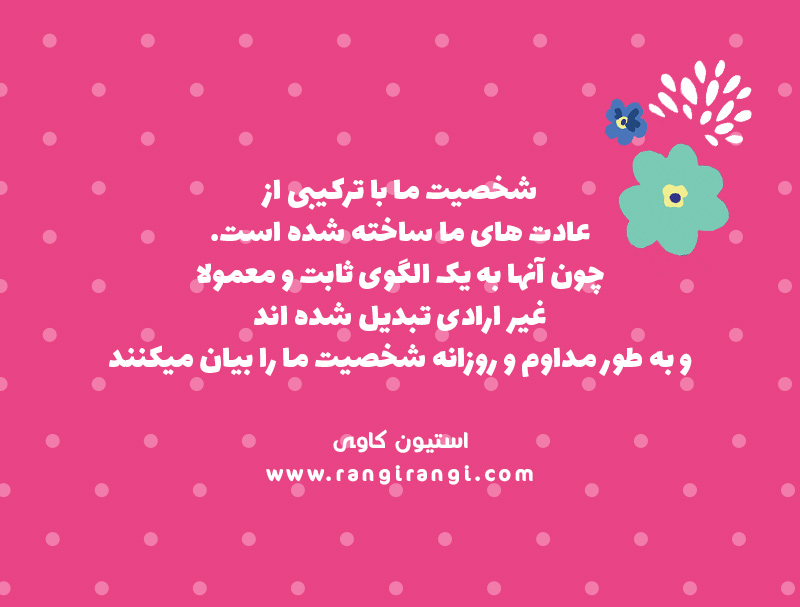 شخصیت ما با ترکیبی از
عادت های ما ساخته شده است.
چون آنها به یک الگوی ثابت و معمولا
غیر ارادی تبدیل شده اند
و به طور مداوم و روزانه شخصیت ما را بیان میکنند
استیون کاوی
www.rangirangi.com